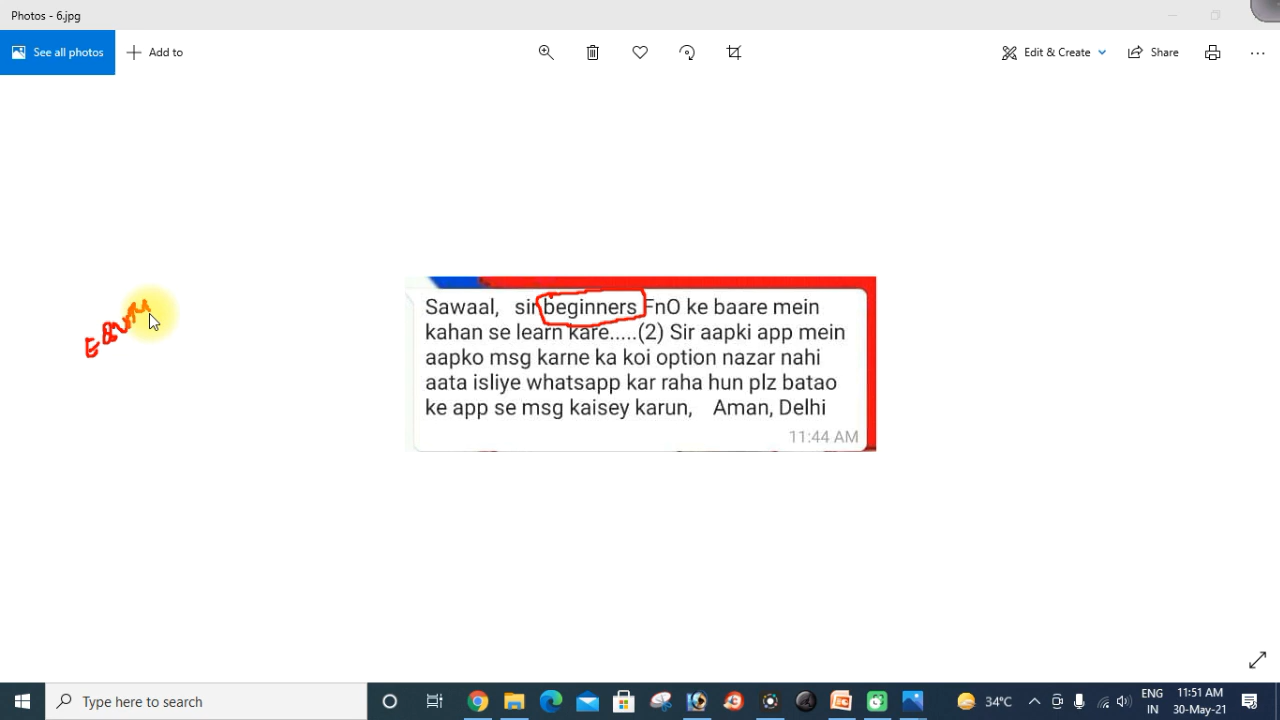 Photos - 6.jpg
See all photos
Add to
Edit & Create
Share
Sawaal, sir beginners FnO ke baare mein
kahan se learn kare.....(2) Sir aapki app mein
aapko msg karne ka koi option nazar nahi
aata isliye whatsapp kar raha hun plz batao
ke app se msg kaisey karun, Aman, Delhi
11:44 AM
Type here to search
34°C
ENG
IN
11:51 AM
30-May-21